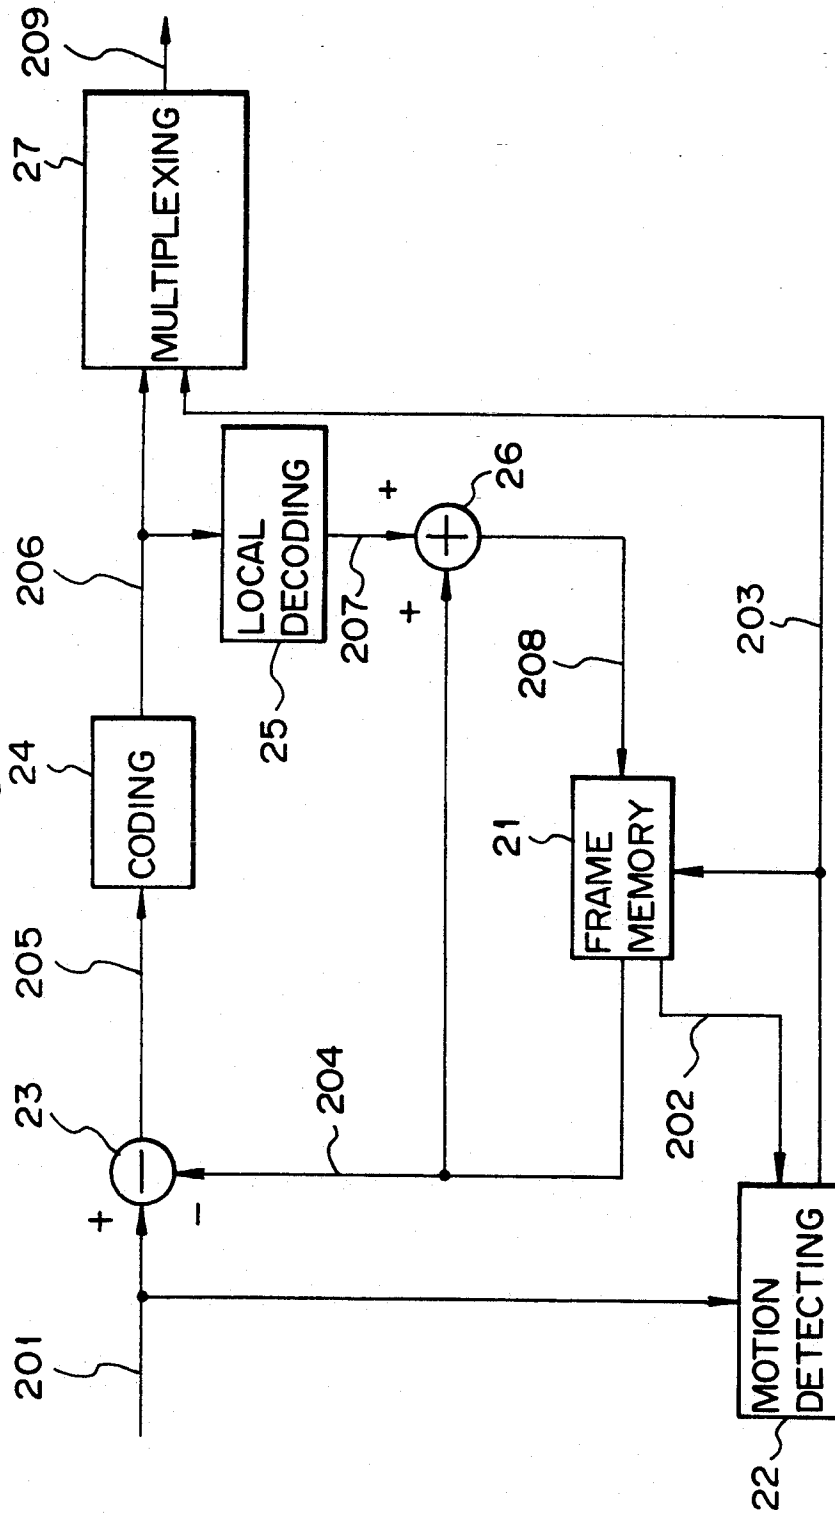 201
+
-
23
205
24
CODING
206
27
MULTIPLEXING
209
204
LOCAL
DECODING
25
207
+
+
26
208
21
FRAME
MEMORY
202
203
MOTION
DETECTING
22